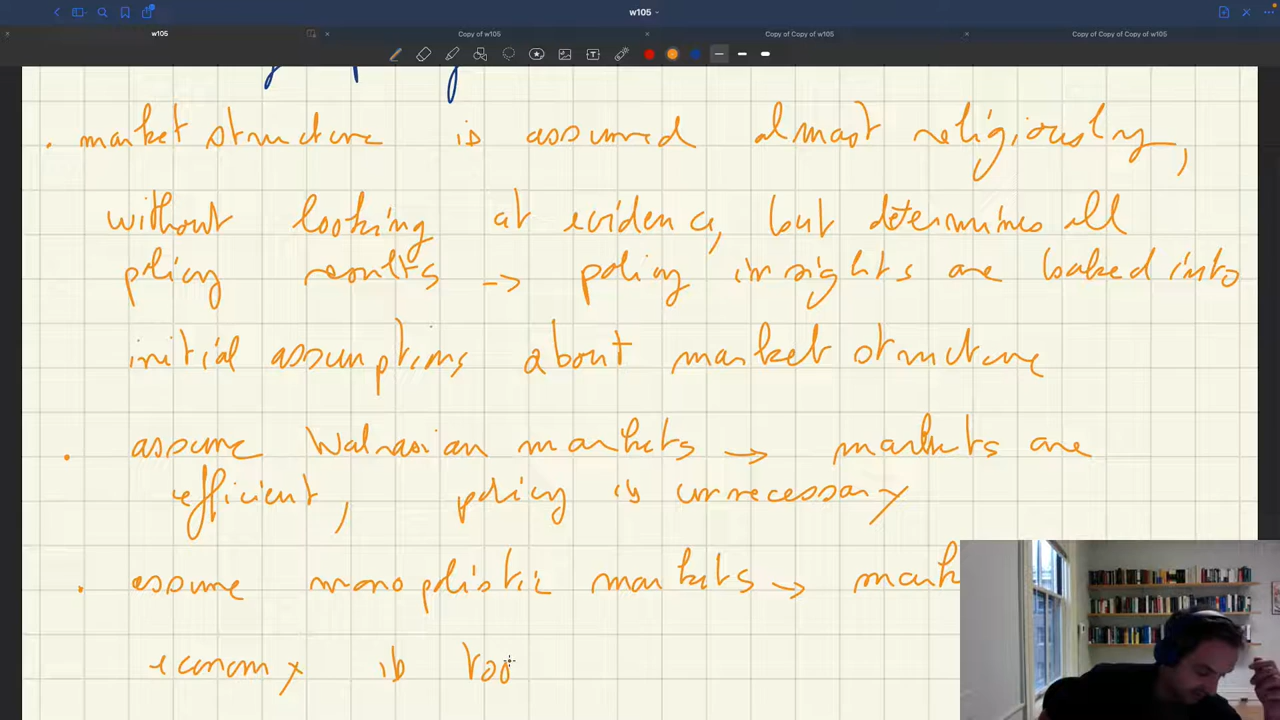 w105
w105
Copy of w105
Copy of Copy of w105
Copy of Copy of Copy of w105
• market structure is assumed almost religiously,
without looking at evidence, but determines all
policy results → policy insights are baked into
initial assumptions about market structure
• assume Walrasian markets → markets are
efficient, policy is unnecessary
• assume monopolistic markets → mark
economy is too